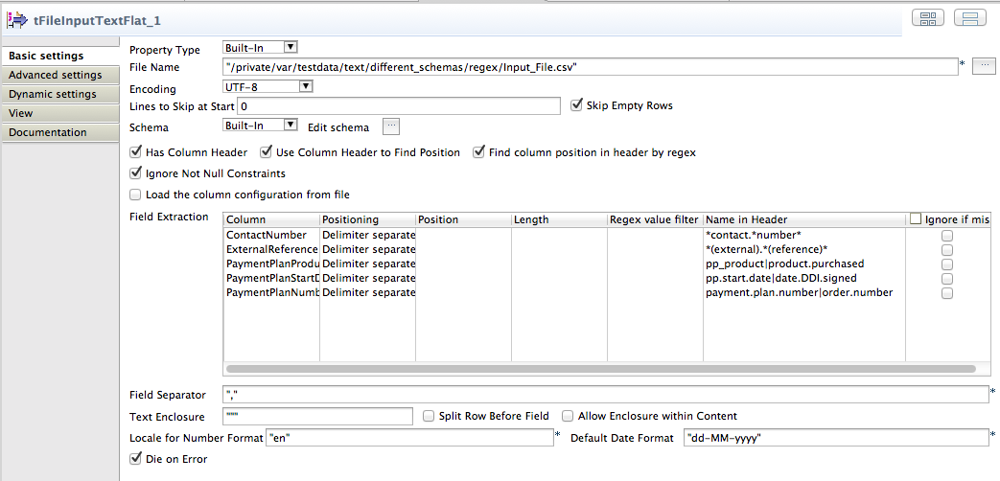 tFileInputTextFlat_1
Basic settings
Advanced settings
Dynamic settings
View
Documentation
Property Type Built-In
File Name "/private/var/testdata/text/different_schemas/regex/Input_File.csv" * ...
Encoding UTF-8
Lines to Skip at Start 0 Skip Empty Rows
Schema Built-In Edit schema ...
Has Column Header Use Column Header to Find Position Find column position in header by regex
Ignore Not Null Constraints
Load the column configuration from file
Field Extraction Column Positioning Position Length Regex value filter Name in Header Ignore if mis
ContactNumber Delimiter separate *contact.*number*
ExternalReference Delimiter separate *(external).*(reference)*
PaymentPlanProdu Delimiter separate pp_product|product.purchased
PaymentPlanStartD Delimiter separate pp.start.date|date.DDI.signed
PaymentPlanNumb Delimiter separate payment.plan.number|order.number
Field Separator "," *
Text Enclosure """ Split Row Before Field Allow Enclosure within Content
Locale for Number Format "en" * Default Date Format "dd-MM-yyyy" *
Die on Error